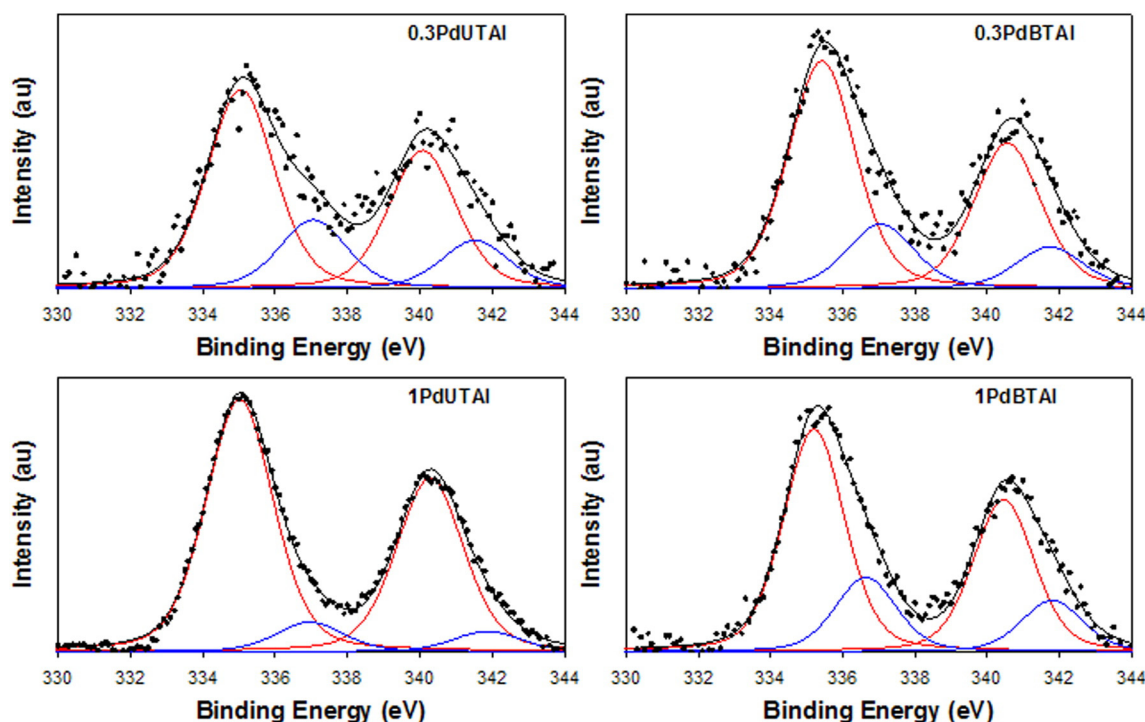 0.3PdUTAl
Intensity (au)
330 332 334 336 338 340 342 344
Binding Energy (eV)
0.3PdBTAl
Intensity (au)
330 332 334 336 338 340 342 344
Binding Energy (eV)
1PdUTAl
Intensity (au)
330 332 334 336 338 340 342 344
Binding Energy (eV)
1PdBTAl
Intensity (au)
330 332 334 336 338 340 342 344
Binding Energy (eV)